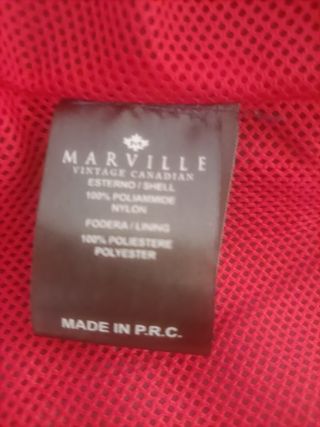 MARVILLE
VINTAGE CANADIAN
ESTERNO / SHELL
100% POLIAMMIDE
NYLON
FODERA / LINING
100% POLIESTERE
POLYESTER
MADE IN P.R.C.